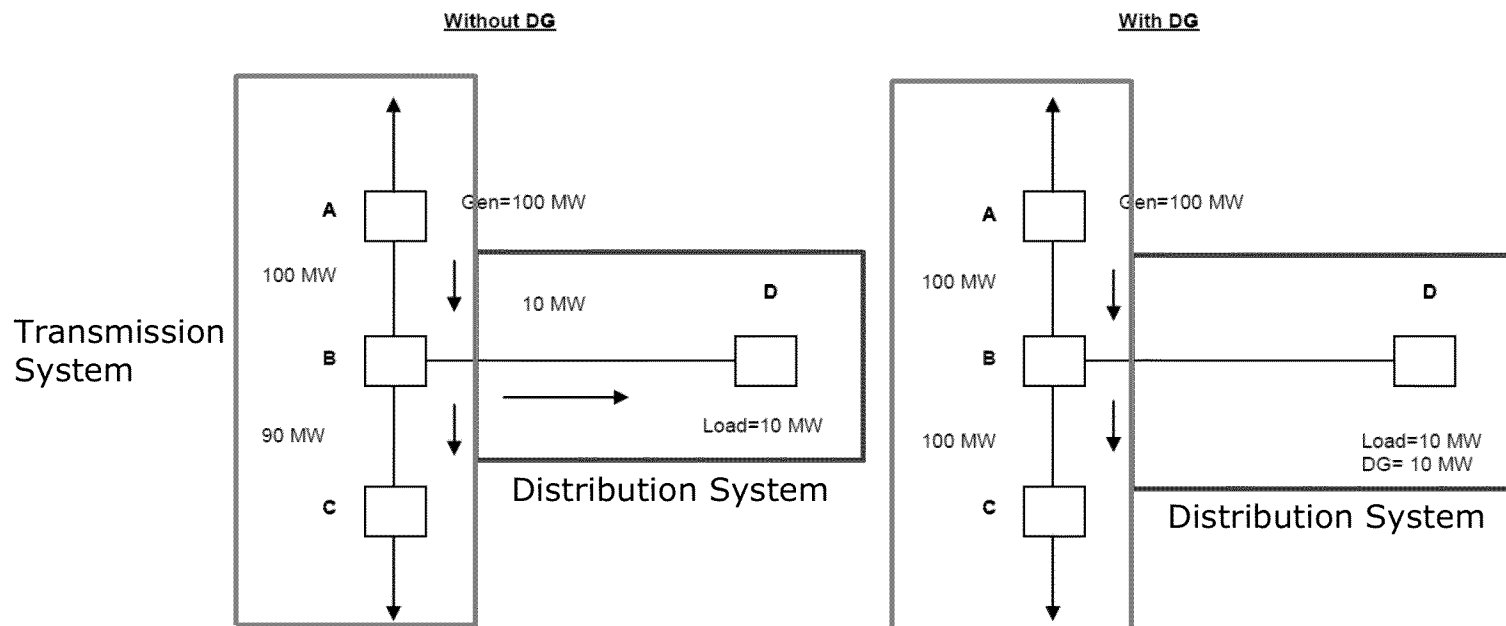 Without DG
A
Gen=100 MW
100 MW
10 MW
D
Transmission
System
B
90 MW
Load=10 MW
C
Distribution System
With DG
A
Gen=100 MW
100 MW
D
B
100 MW
Load=10 MW
DG= 10 MW
C
Distribution System